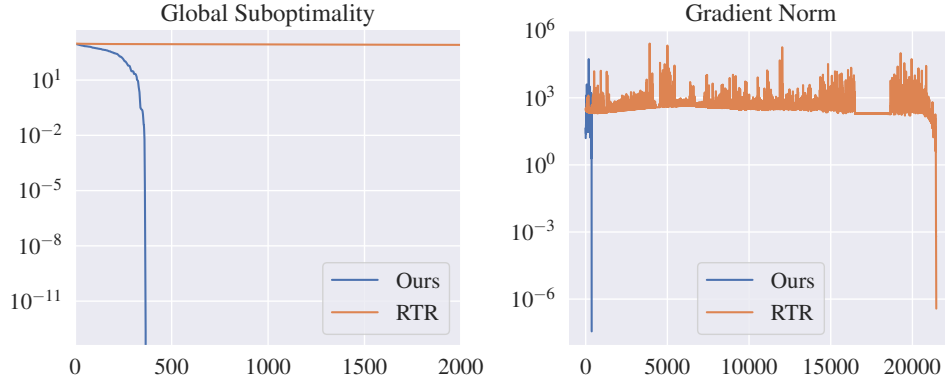 Global Suboptimality
10^1
10^-2
10^-5
10^-8
10^-11
0 500 1000 1500 2000
Ours
RTR
Gradient Norm
10^6
10^3
10^0
10^-3
10^-6
0 5000 10000 15000 20000
Ours
RTR